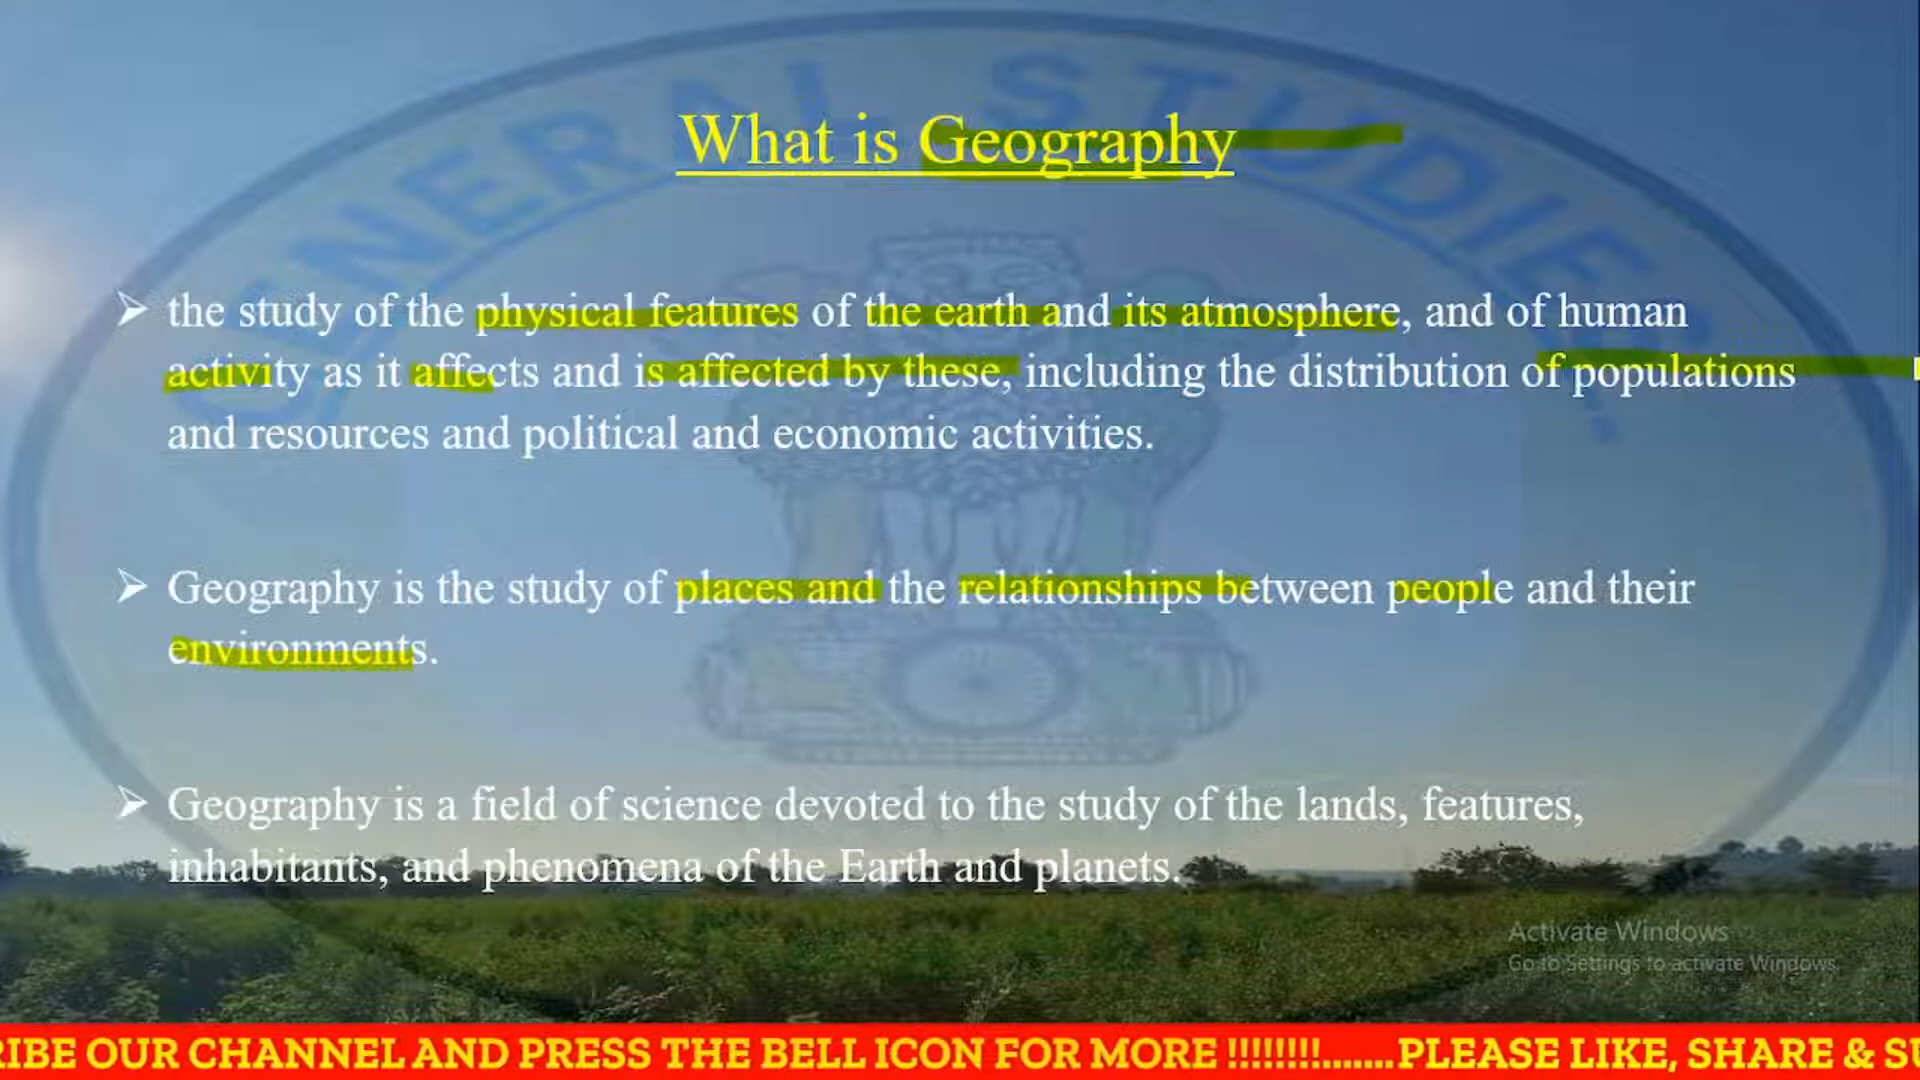 GENERAL STUDIES
What is Geography
➢ the study of the physical features of the earth and its atmosphere, and of human
activity as it affects and is affected by these, including the distribution of populations
and resources and political and economic activities.
➢ Geography is the study of places and the relationships between people and their
environments.
➢ Geography is a field of science devoted to the study of the lands, features,
inhabitants, and phenomena of the Earth and planets.
Activate Windows
Go to Settings to activate Windows.
RIBE OUR CHANNEL AND PRESS THE BELL ICON FOR MORE !!!!!!!!.......PLEASE LIKE, SHARE & SU